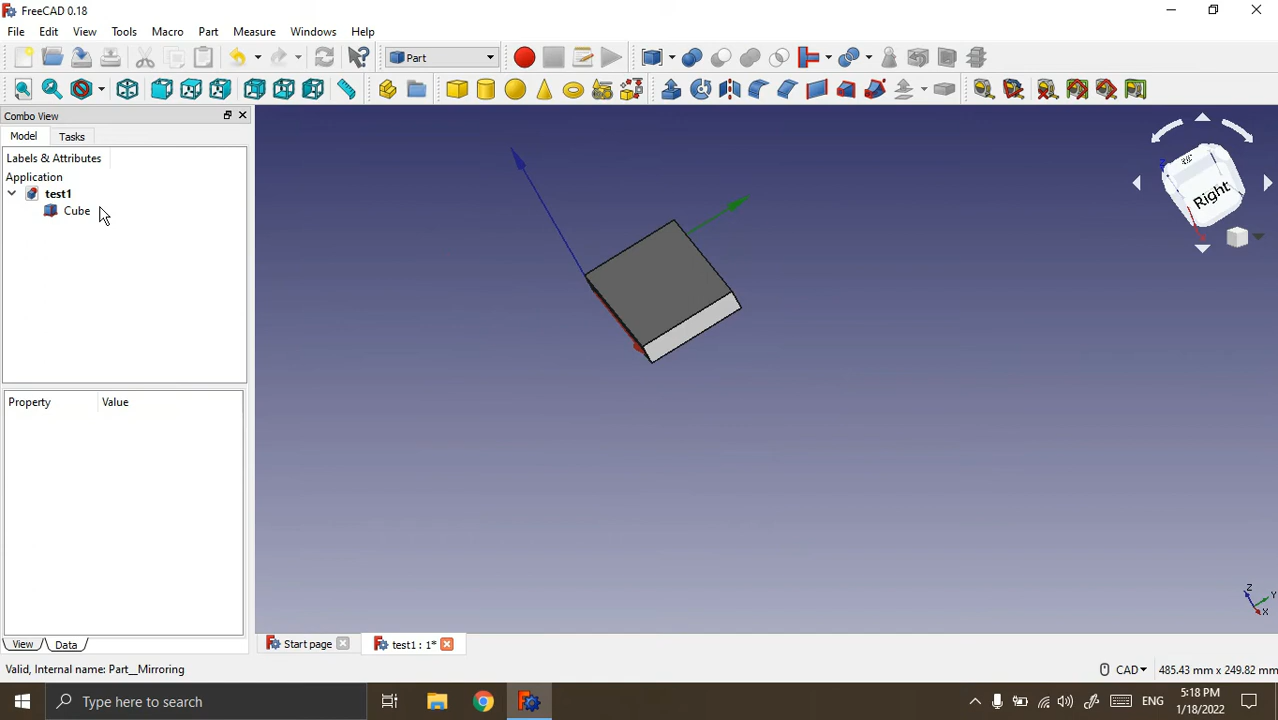 FreeCAD 0.18
File Edit View Tools Macro Part Measure Windows Help
Part
Combo View
Model Tasks
Labels & Attributes
Application
test1
Cube
Right
Property Value
View Data
Z
Y
X
Start page test1 : 1*
Valid, Internal name: Part__Mirroring
CAD 485.43 mm x 249.82 mm
Type here to search
ENG
5:18 PM
1/18/2022